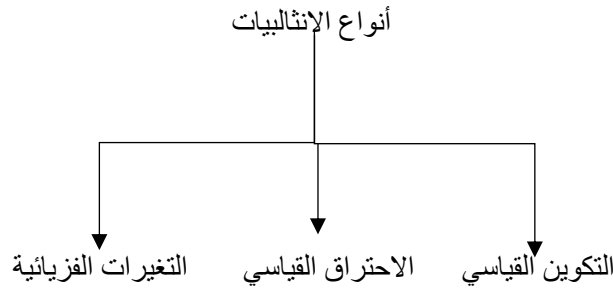 أنواع الانثالبيات
التكوين القياسي
الاحتراق القياسي
التغيرات الفزيائية